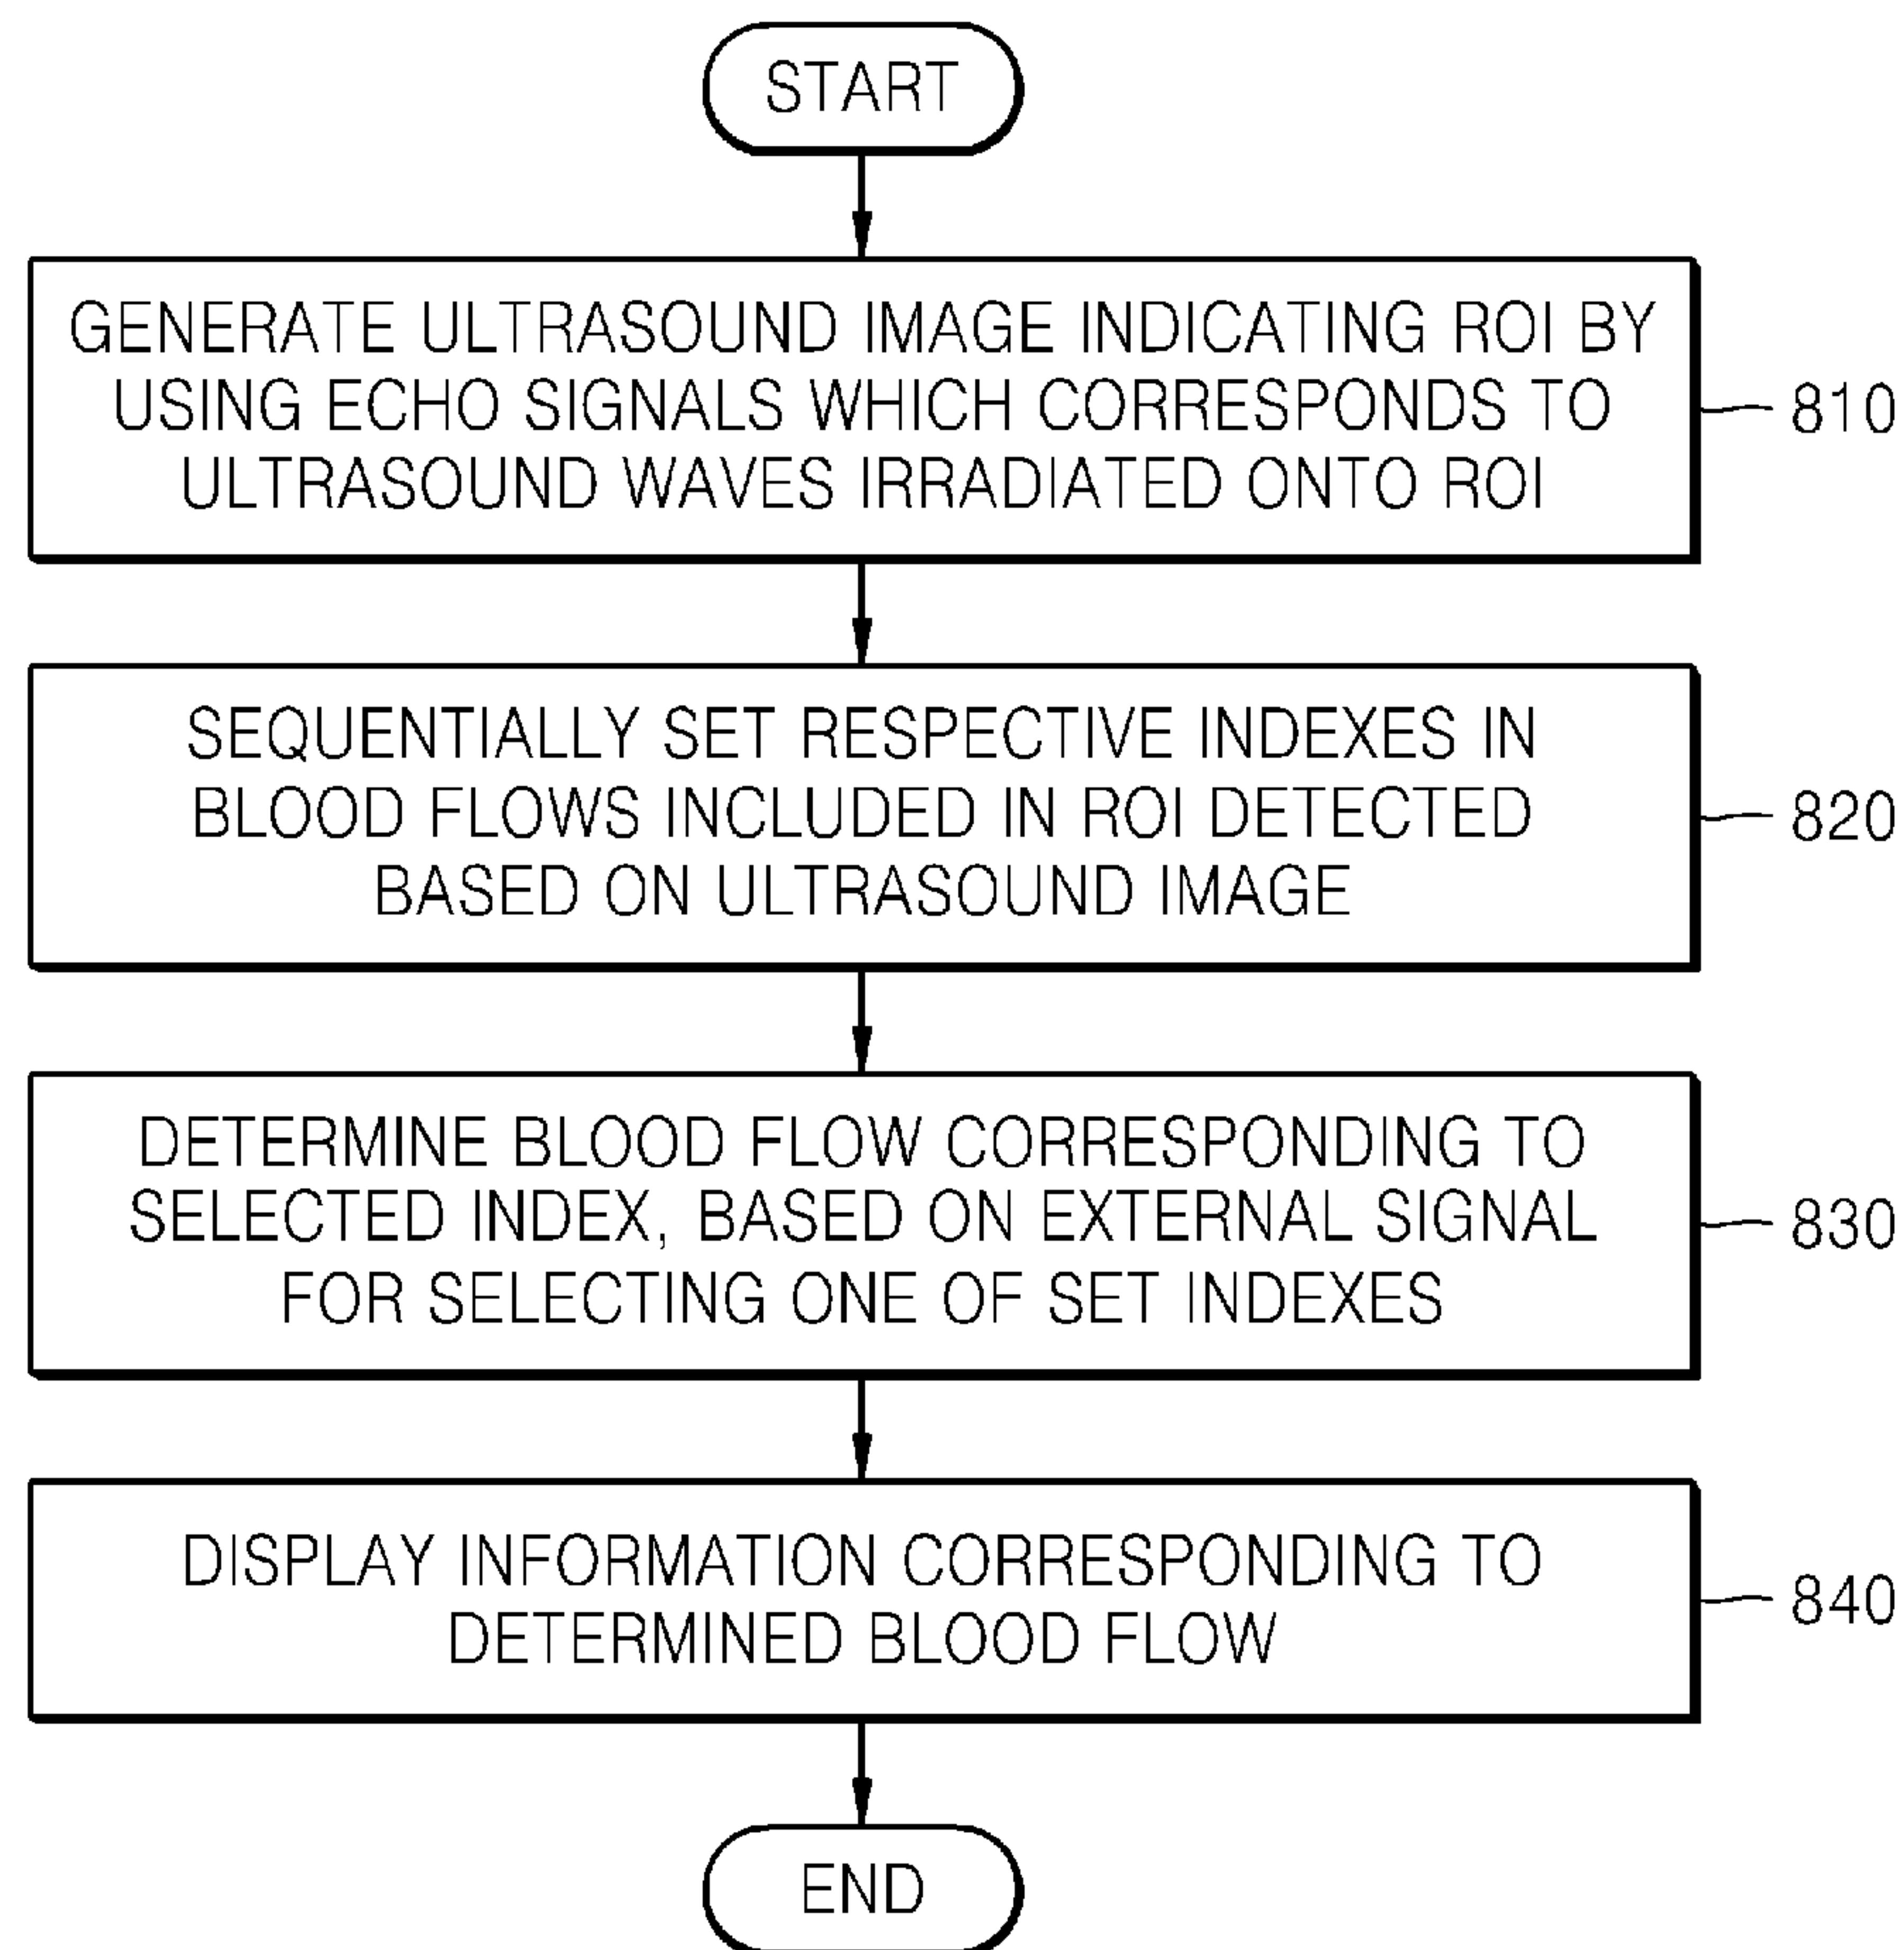 START
GENERATE ULTRASOUND IMAGE INDICATING ROI BY
USING ECHO SIGNALS WHICH CORRESPONDS TO
ULTRASOUND WAVES IRRADIATED ONTO ROI
810
SEQUENTIALLY SET RESPECTIVE INDEXES IN
BLOOD FLOWS INCLUDED IN ROI DETECTED
BASED ON ULTRASOUND IMAGE
820
DETERMINE BLOOD FLOW CORRESPONDING TO
SELECTED INDEX, BASED ON EXTERNAL SIGNAL
FOR SELECTING ONE OF SET INDEXES
830
DISPLAY INFORMATION CORRESPONDING TO
DETERMINED BLOOD FLOW
840
END